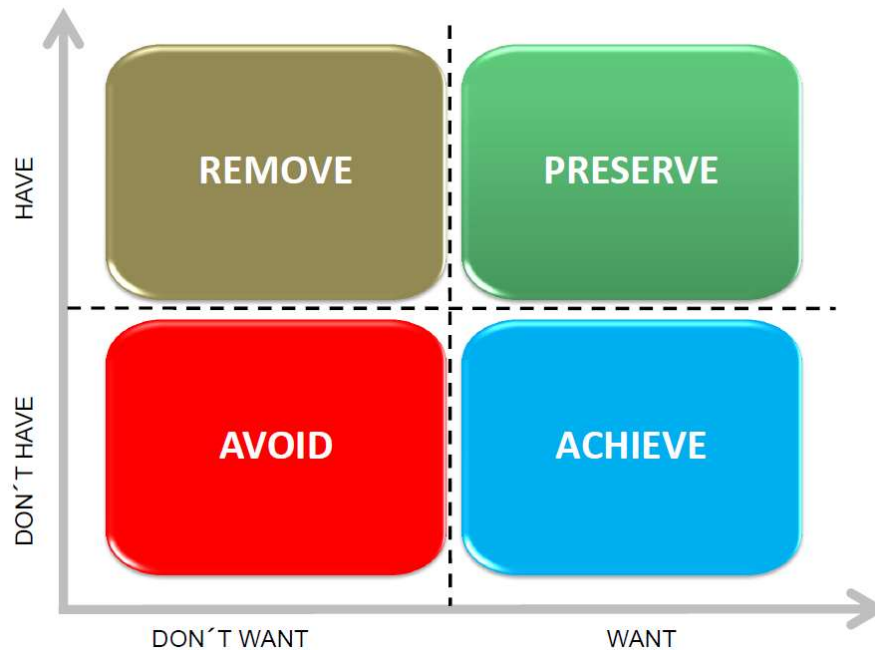 HAVE
REMOVE
PRESERVE
DON´T HAVE
AVOID
ACHIEVE
DON´T WANT
WANT